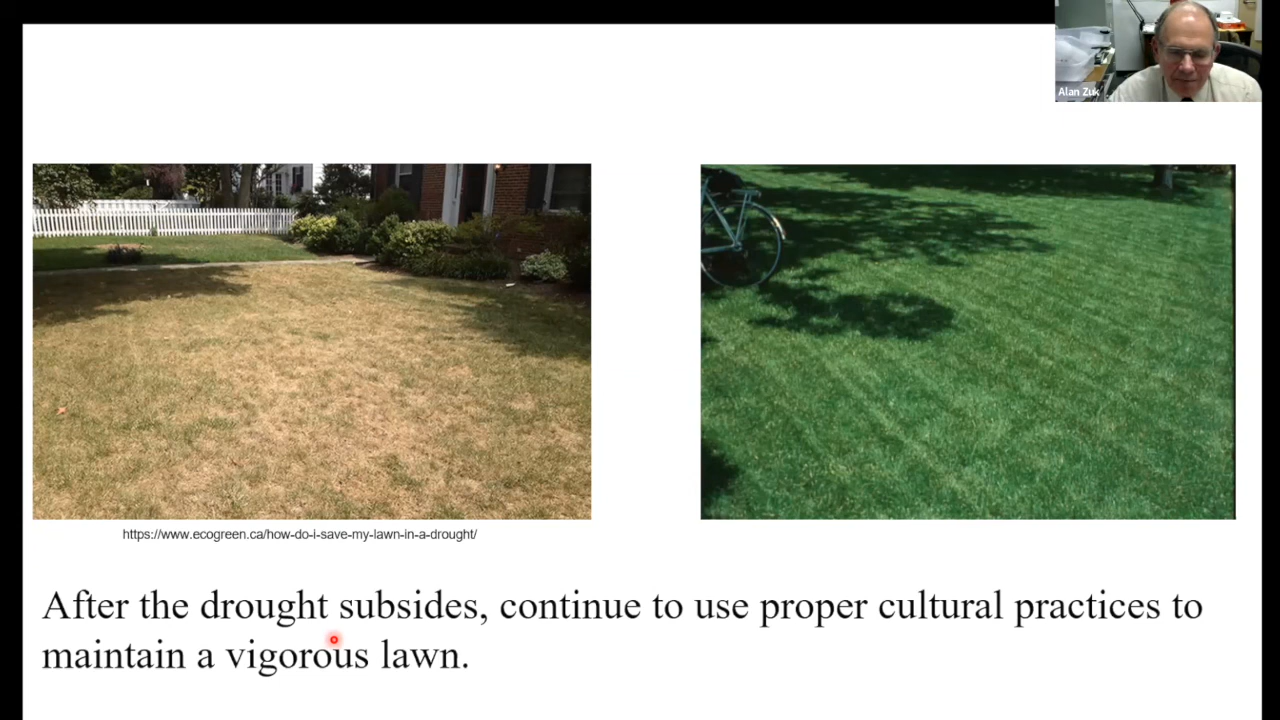 Alan Zuk
https://www.ecogreen.ca/how-do-i-save-my-lawn-in-a-drought/
After the drought subsides, continue to use proper cultural practices to
maintain a vigorous lawn.